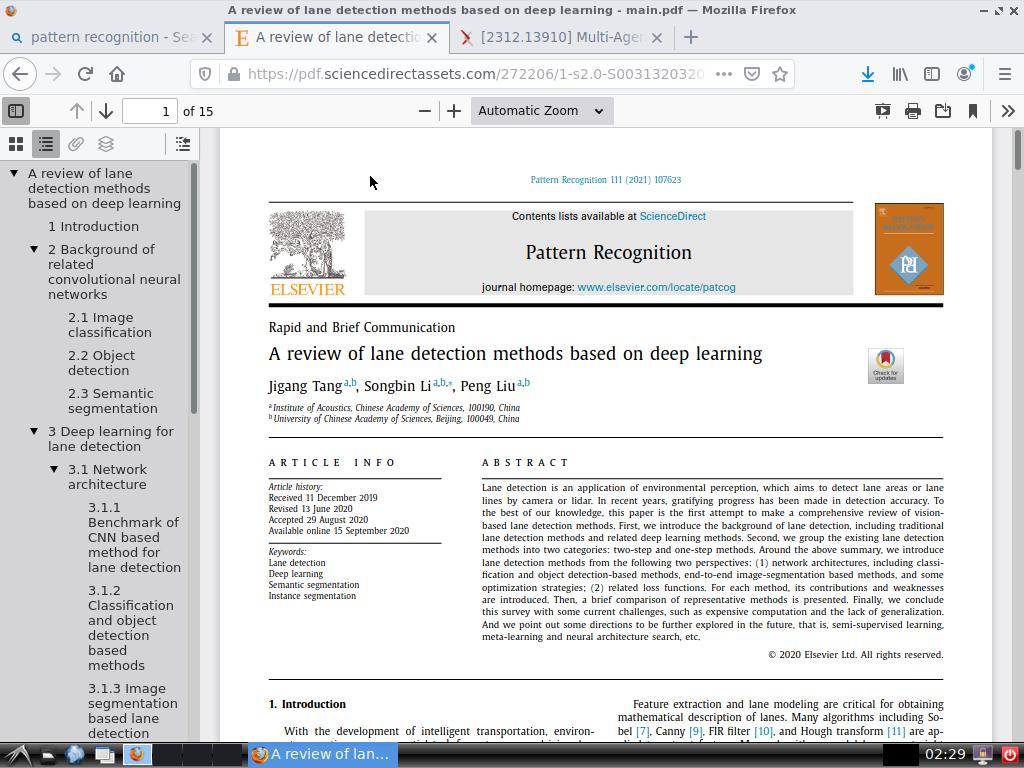 A review of lane detection methods based on deep learning - main.pdf — Mozilla Firefox
pattern recognition - Sea
A review of lane detectio
[2312.13910] Multi-Agen
https://pdf.sciencedirectassets.com/272206/1-s2.0-S0031320320
1 of 15
Automatic Zoom
A review of lane
detection methods
based on deep learning
1 Introduction
2 Background of
related
convolutional neural
networks
2.1 Image
classification
2.2 Object
detection
2.3 Semantic
segmentation
3 Deep learning for
lane detection
3.1 Network
architecture
3.1.1
Benchmark of
CNN based
method for
lane detection
3.1.2
Classification
and object
detection
based
methods
3.1.3 Image
segmentation
based lane
detection
Pattern Recognition 111 (2021) 107623
Contents lists available at ScienceDirect
Pattern Recognition
journal homepage: www.elsevier.com/locate/patcog
ELSEVIER
PATTERN
RECOGNITION
Rapid and Brief Communication
A review of lane detection methods based on deep learning
Check for
updates
Jigang Tang a,b, Songbin Li a,b,*, Peng Liu a,b
a Institute of Acoustics, Chinese Academy of Sciences, 100190, China
b University of Chinese Academy of Sciences, Beijing, 100049, China
ARTICLE INFO
Article history:
Received 11 December 2019
Revised 13 June 2020
Accepted 29 August 2020
Available online 15 September 2020
Keywords:
Lane detection
Deep learning
Semantic segmentation
Instance segmentation
ABSTRACT
Lane detection is an application of environmental perception, which aims to detect lane areas or lane
lines by camera or lidar. In recent years, gratifying progress has been made in detection accuracy. To
the best of our knowledge, this paper is the first attempt to make a comprehensive review of vision-
based lane detection methods. First, we introduce the background of lane detection, including traditional
lane detection methods and related deep learning methods. Second, we group the existing lane detection
methods into two categories: two-step and one-step methods. Around the above summary, we introduce
lane detection methods from the following two perspectives: (1) network architectures, including classi-
fication and object detection-based methods, end-to-end image-segmentation based methods, and some
optimization strategies; (2) related loss functions. For each method, its contributions and weaknesses
are introduced. Then, a brief comparison of representative methods is presented. Finally, we conclude
this survey with some current challenges, such as expensive computation and the lack of generalization.
And we point out some directions to be further explored in the future, that is, semi-supervised learning,
meta-learning and neural architecture search, etc.
© 2020 Elsevier Ltd. All rights reserved.
1. Introduction
With the development of intelligent transportation, environ-
Feature extraction and lane modeling are critical for obtaining
mathematical description of lanes. Many algorithms including So-
bel [7], Canny [9], FIR filter [10], and Hough transform [11] are ap-
A review of lan...
02:29